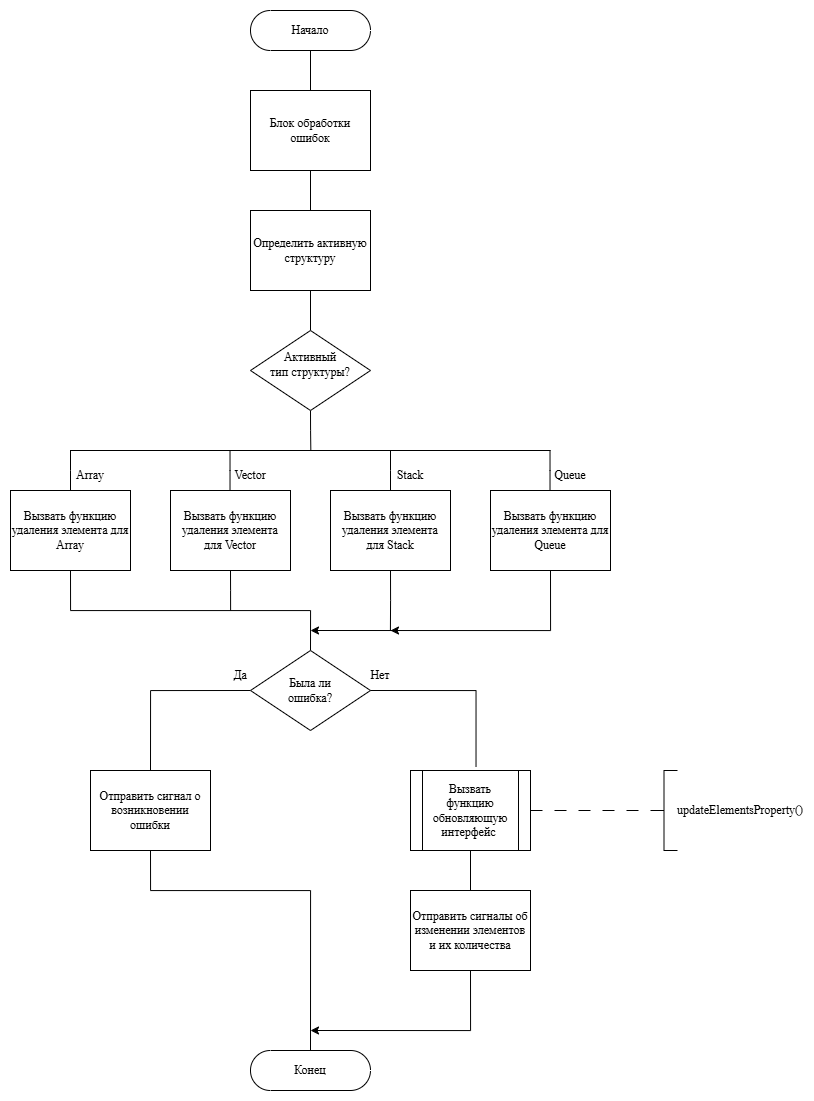 Начало
Блок обработки
ошибок
Определить активную
структуру
Активный
тип структуры?
Array
Vector
Stack
Queue
Вызвать функцию
удаления элемента для
Array
Вызвать функцию
удаления элемента
для Vector
Вызвать функцию
удаления элемента
для Stack
Вызвать функцию
удаления элемента для
Queue
Да
Была ли
ошибка?
Нет
Отправить сигнал о
возникновении
ошибки
Вызвать
функцию
обновляющую
интерфейс
updateElementsProperty()
Отправить сигналы об
изменении элементов
и их количества
Конец